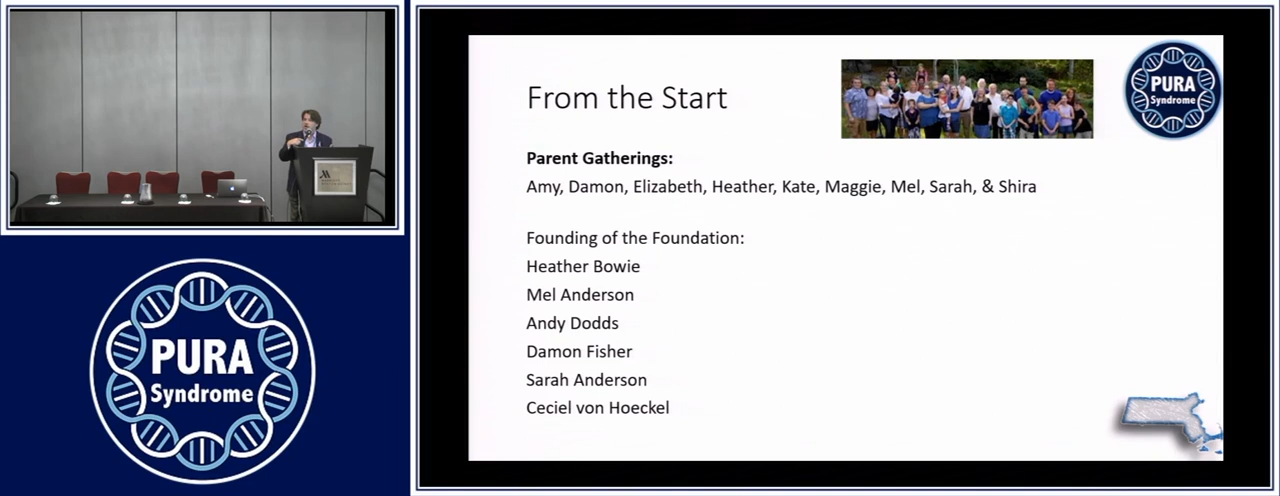 From the Start
PURA
Syndrome
Parent Gatherings:
Amy, Damon, Elizabeth, Heather, Kate, Maggie, Mel, Sarah, & Shira
Founding of the Foundation:
Heather Bowie
Mel Anderson
Andy Dodds
Damon Fisher
Sarah Anderson
Ceciel von Hoeckel
PURA
Syndrome